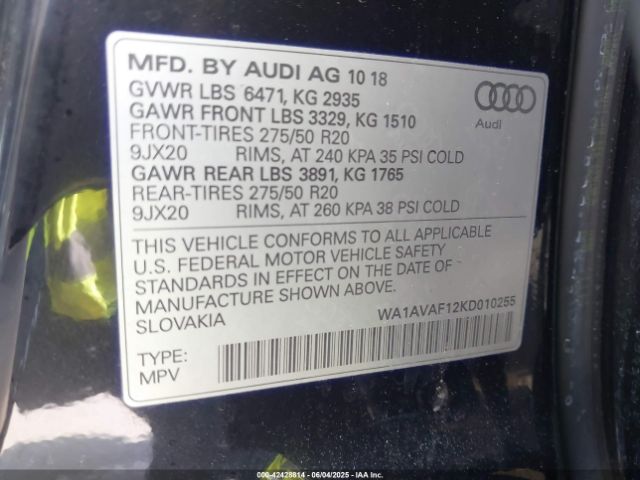 MFD. BY AUDI AG 10 18
GVWR LBS 6471, KG 2935
GAWR FRONT LBS 3329, KG 1510
FRONT-TIRES 275/50 R20
9JX20 RIMS, AT 240 KPA 35 PSI COLD
GAWR REAR LBS 3891, KG 1765
REAR-TIRES 275/50 R20
9JX20 RIMS, AT 260 KPA 38 PSI COLD
Audi
THIS VEHICLE CONFORMS TO ALL APPLICABLE
U.S. FEDERAL MOTOR VEHICLE SAFETY
STANDARDS IN EFFECT ON THE DATE OF
MANUFACTURE SHOWN ABOVE.
SLOVAKIA
WA1AVAF12KD010255
TYPE:
MPV
000-42428814 - 06/04/2025 - IAAI.COM